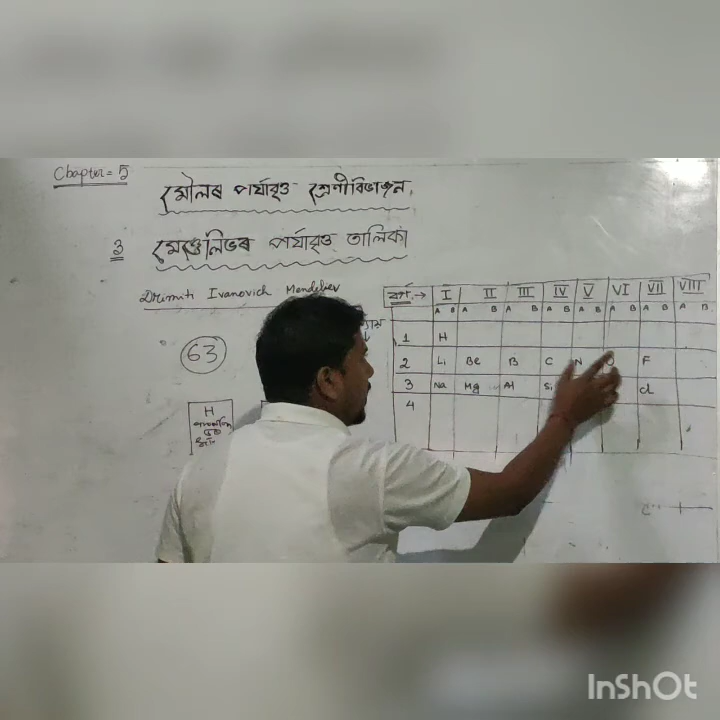 Chapter = 5
মৌলৰ পৰ্যাবৃত্ত শ্ৰেণীবিভাজন,
3 মেণ্ডেলিভৰ পৰ্যাবৃত্ত তালিকা
Dmimti Ivanovich Mendeleev
63
H
বৰ্গ → I II III IV V VI VII VIII
A B A B A B A B A B A B A B A B
1 H
2 Li Be B C N O F
3 Na Mg Al Si Cl
4
InShOt